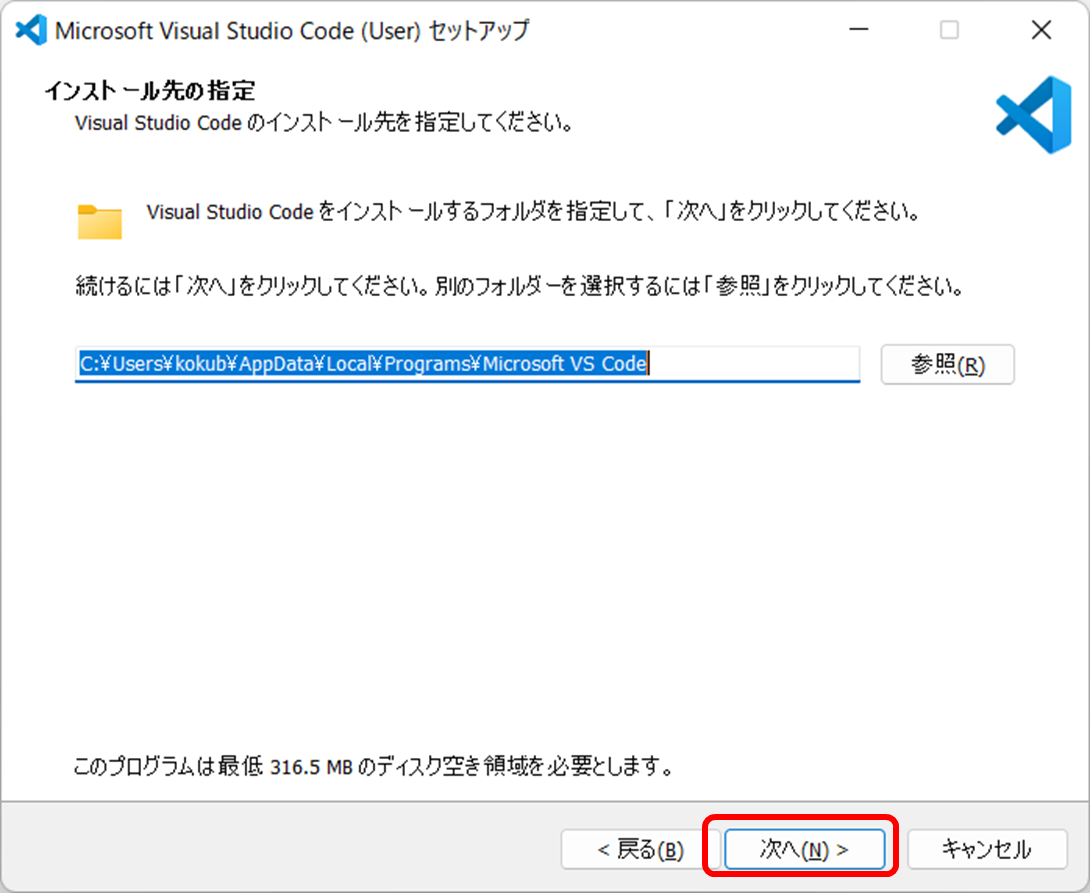 Microsoft Visual Studio Code (User) セットアップ
インストール先の指定
Visual Studio Code のインストール先を指定してください。
Visual Studio Code をインストールするフォルダを指定して、「次へ」をクリックしてください。
続けるには「次へ」をクリックしてください。別のフォルダーを選択するには「参照」をクリックしてください。
C:¥Users¥kokub¥AppData¥Local¥Programs¥Microsoft VS Code
参照(R)
このプログラムは最低 316.5 MB のディスク空き領域を必要とします。
< 戻る(B)
次へ(N) >
キャンセル